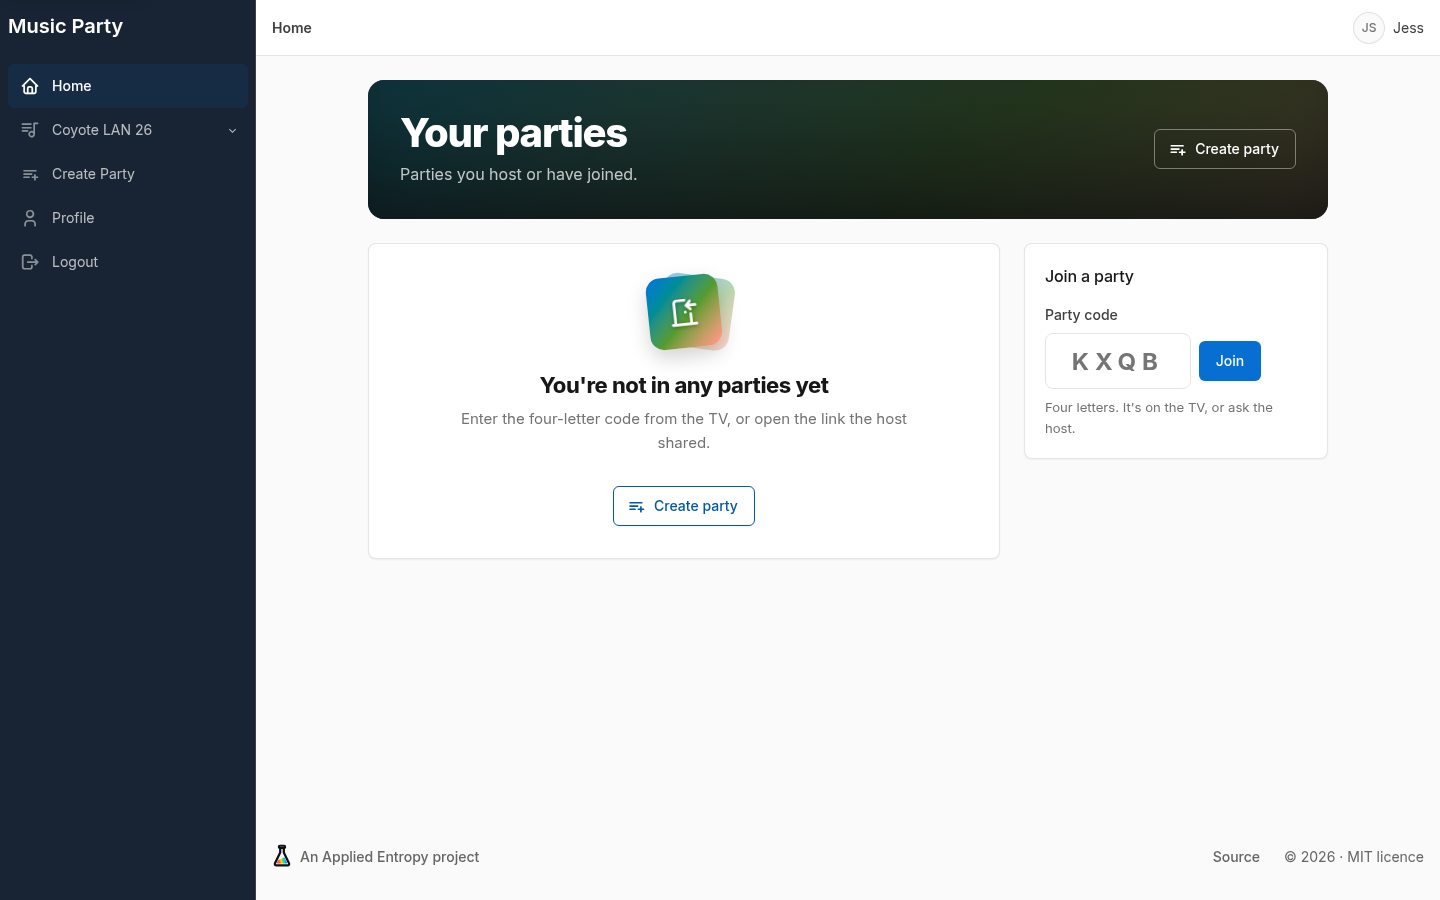 Music Party
Home
Coyote LAN 26
Create Party
Profile
Logout
Home
JS
Jess
Your parties
Parties you host or have joined.
Create party
You're not in any parties yet
Enter the four-letter code from the TV, or open the link the host
shared.
Create party
Join a party
Party code
KXQB
Join
Four letters. It's on the TV, or ask the
host.
An Applied Entropy project
Source
© 2026 · MIT licence